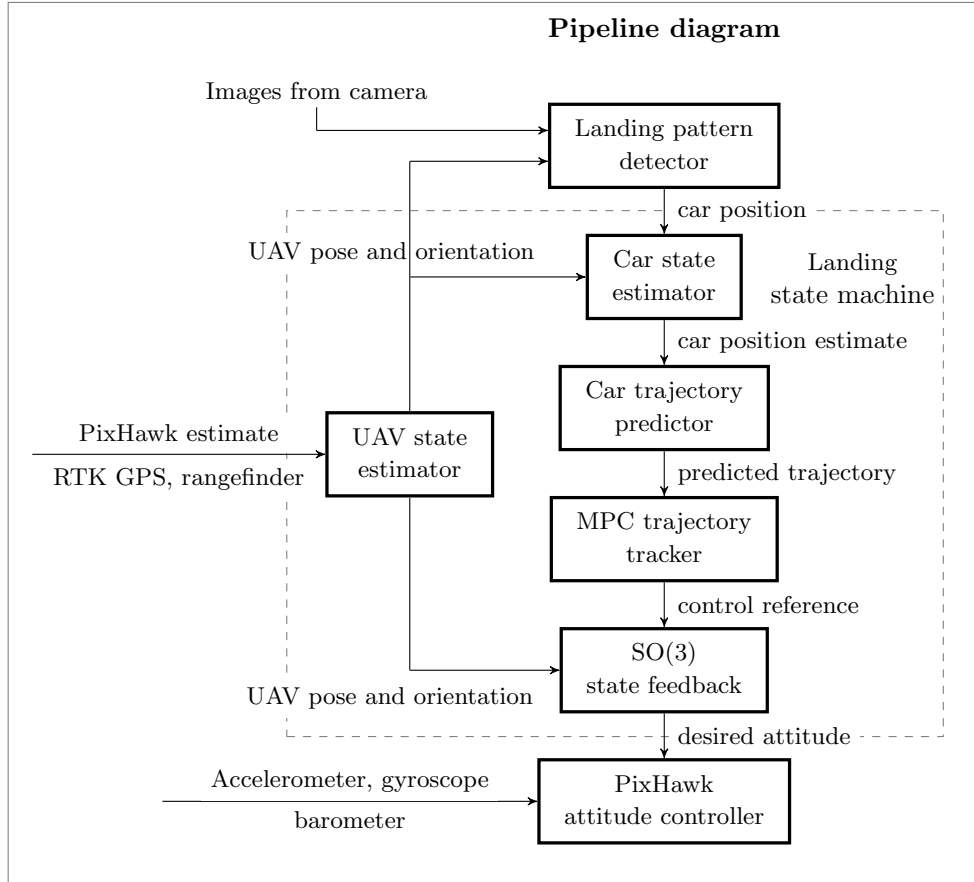 Pipeline diagram
Images from camera
Landing pattern
detector
car position
UAV pose and orientation
Car state
estimator
Landing
state machine
car position estimate
Car trajectory
predictor
PixHawk estimate
RTK GPS, rangefinder
UAV state
estimator
predicted trajectory
MPC trajectory
tracker
control reference
SO(3)
state feedback
UAV pose and orientation
desired attitude
Accelerometer, gyroscope
barometer
PixHawk
attitude controller